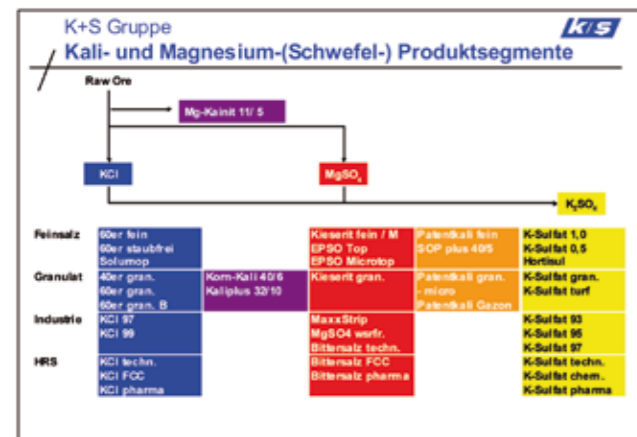 K+S Gruppe
K+S
Kali- und Magnesium-(Schwefel-) Produktsegmente
Raw Ore
Mg-Kainit 11/ 5
KCl
MgSO₄
K₂SO₄
Feinsalz
60er fein
60er staubfrei
Solumop
Kieserit fein / M
EPSO Top
EPSO Microtop
Patentkali fein
SOP plus 40/5
K-Sulfat 1,0
K-Sulfat 0,5
Hortisul
Granulat
40er gran.
60er gran.
60er gran. B
Korn-Kali 40/6
Kaliplus 32/10
Kieserit gran.
Patentkali gran.
- micro
Patentkali Gazon
K-Sulfat gran.
K-Sulfat turf
Industrie
KCl 97
KCl 99
MaxxStrip
MgSO4 wsrfr.
Bittersalz techn.
K-Sulfat 93
K-Sulfat 95
K-Sulfat 97
HRS
KCl techn.
KCl FCC
KCl pharma
Bittersalz FCC
Bittersalz pharma
K-Sulfat techn.
K-Sulfat chem.
K-Sulfat pharma